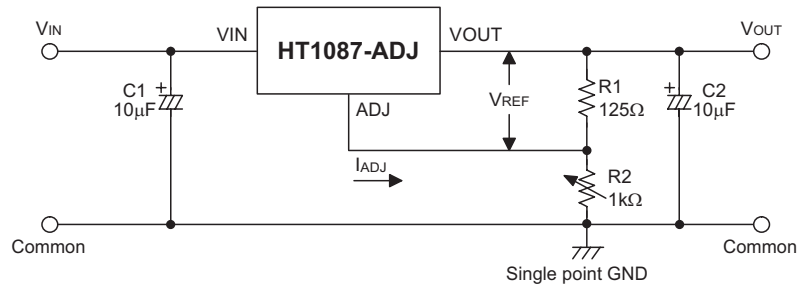 VIN
VIN
HT1087-ADJ
VOUT
VOUT
C1
10μF
+
ADJ
VREF
R1
125Ω
+
C2
10μF
IADJ
R2
1kΩ
Common
Common
Single point GND